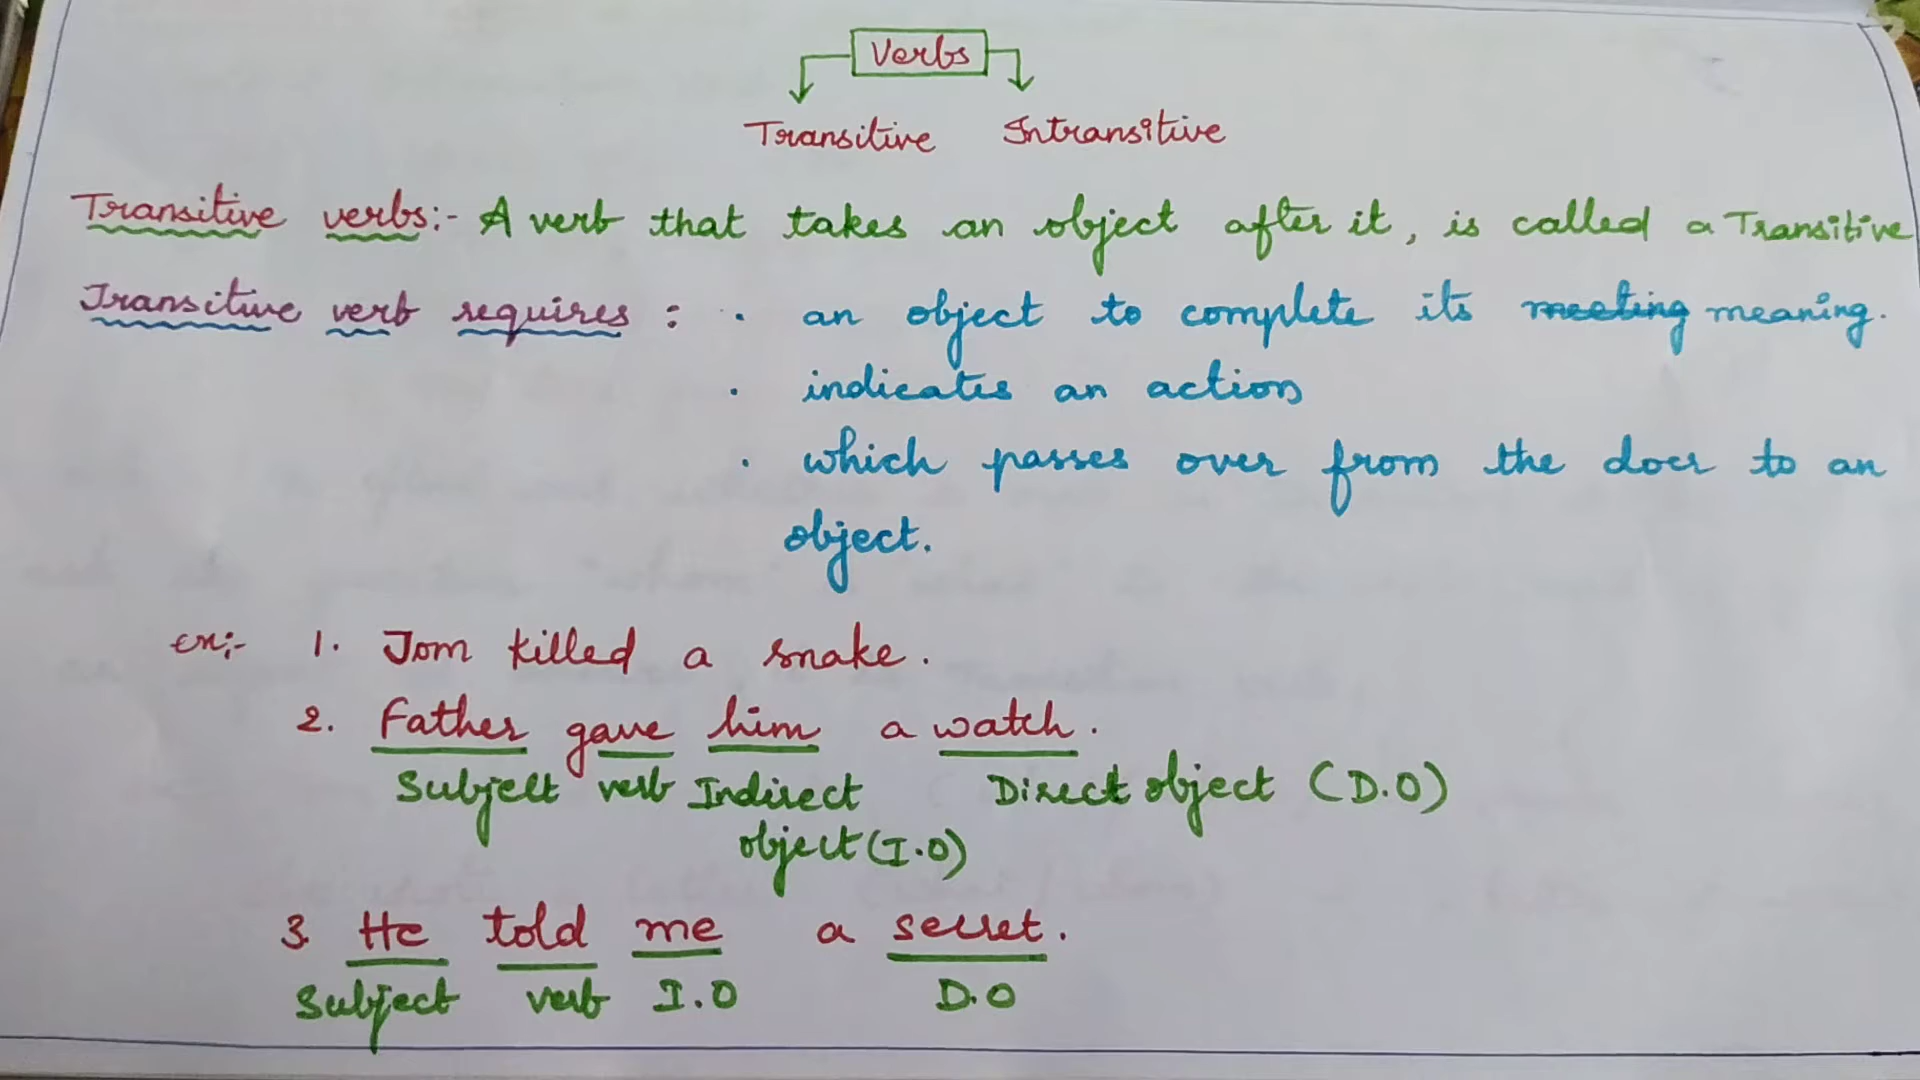 Verbs
Transitive Intransitive
Transitive verbs:- A verb that takes an object after it, is called a Transitive
Transitive verb requires : · an object to complete its meeting meaning.
· indicates an action
· which passes over from the doer to an
object.
ex:- 1. Tom killed a snake.
2. Father gave him a watch.
Subject verb Indirect Direct object (D.O)
object (I.O)
3. He told me a secret.
Subject verb I.O D.O